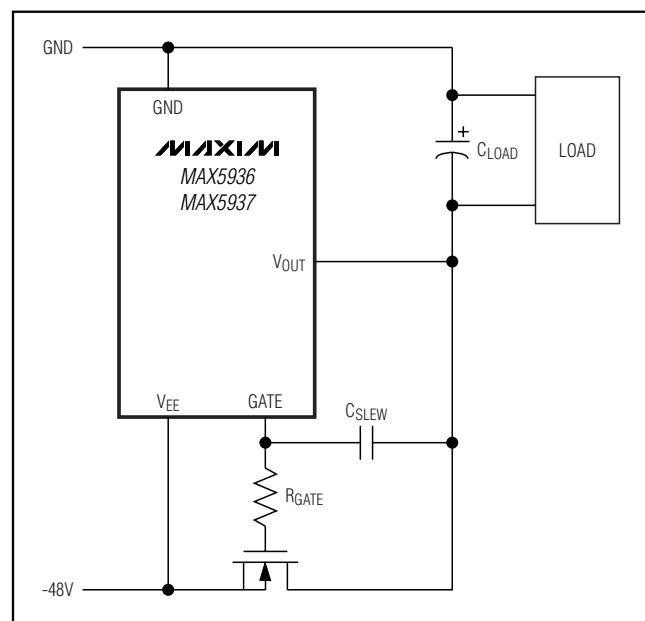 GND
GND
MAXIM
MAX5936
MAX5937
+
CLOAD
LOAD
VOUT
VEE
GATE
CSLEW
RGATE
-48V